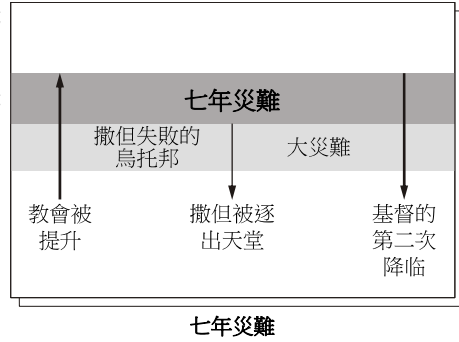 七年災難
撒但失敗的
烏托邦
大災難
教會被
提升
撒但被逐
出天堂
基督的
第二次
降临
七年災難